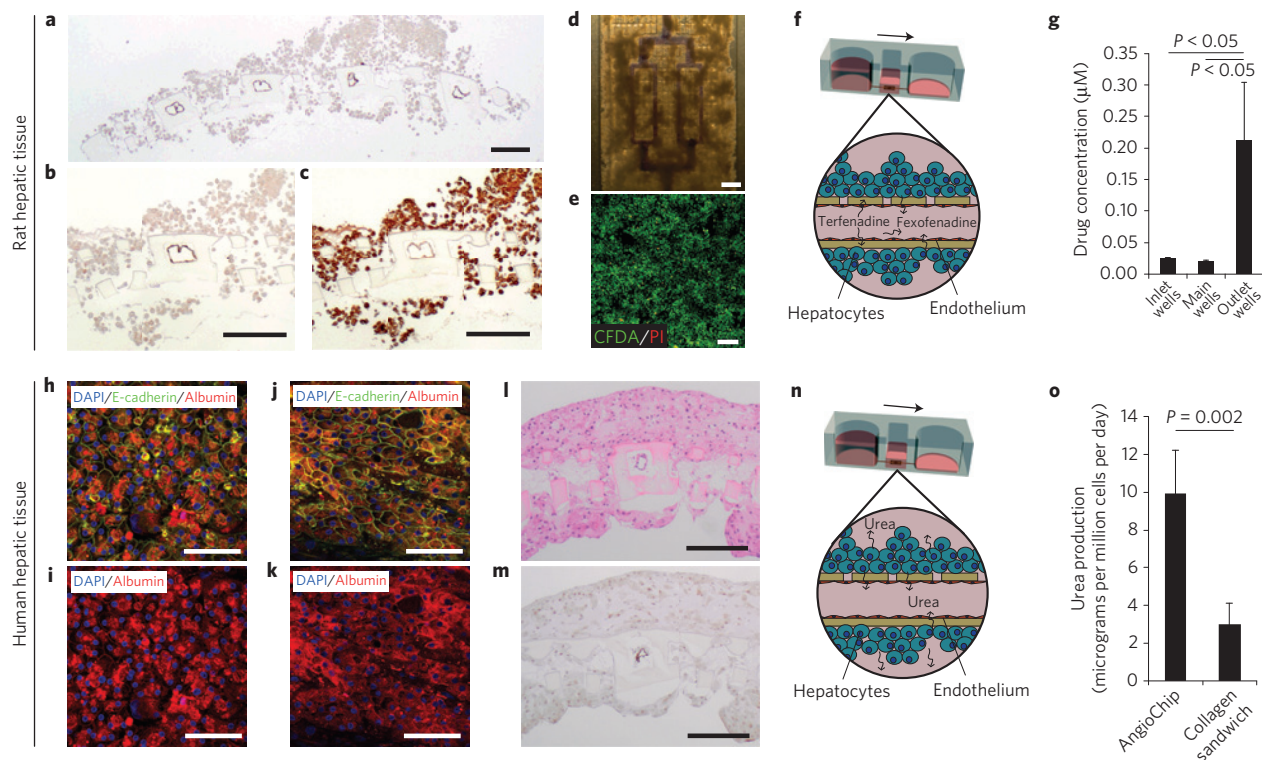 Rat hepatic tissue
a
b
c
d
e
CFDA/PI
f
Terfenadine
Fexofenadine
Hepatocytes
Endothelium
g
P < 0.05
P < 0.05
Drug concentration (μM)
0.35
0.30
0.25
0.20
0.15
0.10
0.05
0.00
Inlet
wells
Main
wells
Outlet
wells
Human hepatic tissue
h
DAPI/E-cadherin/Albumin
i
DAPI/Albumin
j
DAPI/E-cadherin/Albumin
k
DAPI/Albumin
l
m
n
Urea
Urea
Hepatocytes
Endothelium
o
P = 0.002
Urea production
(micrograms per million cells per day)
14
12
10
8
6
4
2
0
AngioChip
Collagen
sandwich